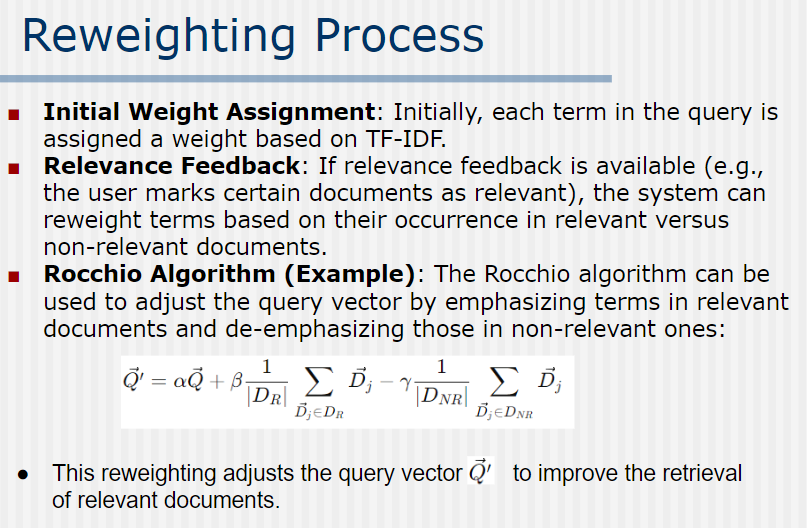 Reweighting Process
■ Initial Weight Assignment: Initially, each term in the query is
assigned a weight based on TF-IDF.
■ Relevance Feedback: If relevance feedback is available (e.g.,
the user marks certain documents as relevant), the system can
reweight terms based on their occurrence in relevant versus
non-relevant documents.
■ Rocchio Algorithm (Example): The Rocchio algorithm can be
used to adjust the query vector by emphasizing terms in relevant
documents and de-emphasizing those in non-relevant ones:
$\vec{Q}' = \alpha\vec{Q} + \beta\frac{1}{|D_R|}\sum_{\vec{D}_j \in D_R}\vec{D}_j - \gamma\frac{1}{|D_{NR}|}\sum_{\vec{D}_j \in D_{NR}}\vec{D}_j$
● This reweighting adjusts the query vector $\vec{Q}'$ to improve the retrieval
of relevant documents.